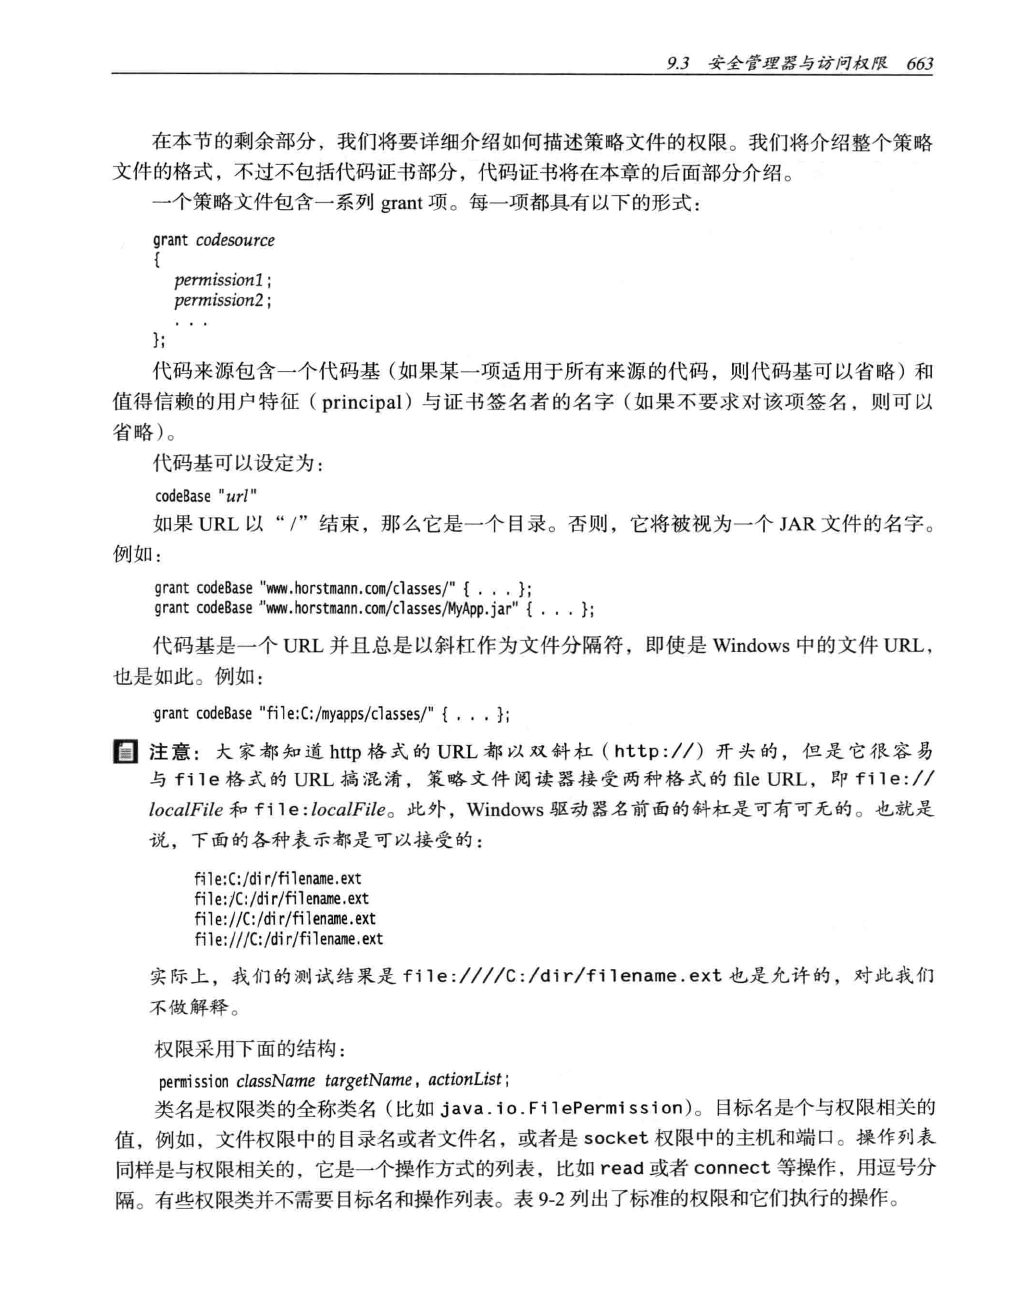 9.3 安全管理器与访问权限 663
在本节的剩余部分，我们将要详细介绍如何描述策略文件的权限。我们将介绍整个策略
文件的格式，不过不包括代码证书部分，代码证书将在本章的后面部分介绍。
一个策略文件包含一系列 grant 项。每一项都具有以下的形式：
grant codesource
{
permission1;
permission2;
. . .
};
代码来源包含一个代码基（如果某一项适用于所有来源的代码，则代码基可以省略）和
值得信赖的用户特征（principal）与证书签名者的名字（如果不要求对该项签名，则可以
省略）。
代码基可以设定为：
codeBase "url"
如果 URL 以“/”结束，那么它是一个目录。否则，它将被视为一个 JAR 文件的名字。
例如：
grant codeBase "www.horstmann.com/classes/" { . . . };
grant codeBase "www.horstmann.com/classes/MyApp.jar" { . . . };
代码基是一个 URL 并且总是以斜杠作为文件分隔符，即使是 Windows 中的文件 URL，
也是如此。例如：
grant codeBase "file:C:/myapps/classes/" { . . . };
注意：大家都知道 http 格式的 URL 都以双斜杠（http://）开头的，但是它很容易
与 file 格式的 URL 搞混淆，策略文件阅读器接受两种格式的 file URL，即 file://
localFile 和 file:localFile。此外，Windows 驱动器名前面的斜杠是可有可无的。也就是
说，下面的各种表示都是可以接受的：
file:C:/dir/filename.ext
file:/C:/dir/filename.ext
file://C:/dir/filename.ext
file:///C:/dir/filename.ext
实际上，我们的测试结果是 file:////C:/dir/filename.ext 也是允许的，对此我们
不做解释。
权限采用下面的结构：
permission className targetName, actionList;
类名是权限类的全称类名（比如 java.io.FilePermission）。目标名是个与权限相关的
值，例如，文件权限中的目录名或者文件名，或者是 socket 权限中的主机和端口。操作列表
同样是与权限相关的，它是一个操作方式的列表，比如 read 或者 connect 等操作，用逗号分
隔。有些权限类并不需要目标名和操作列表。表 9-2 列出了标准的权限和它们执行的操作。